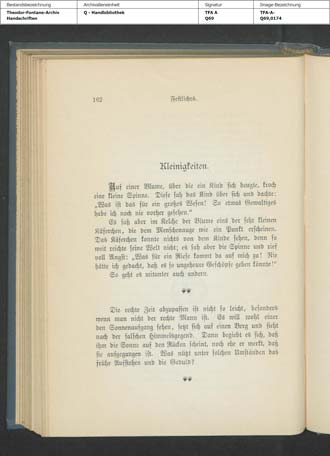 Bestandsbezeichnung Archivalieneinheit Signatur Image-Bezeichnung
Theodor-Fontane-Archiv Q - Handbibliothek TFA A TFA-A-
Handschriften Q69 Q69,0174
162 Festliches.
Kleinigkeiten.
Auf einer Blume, über die ein Kind sich beugte, kroch
eine kleine Spinne. Diese sah das Kind über sich und dachte:
„Was ist das für ein großes Wesen! So etwas Gewaltiges
habe ich noch nie vorher gesehen.“
Es saß aber im Kelche der Blume eins der sehr kleinen
Käferchen, die dem Menschenauge wie ein Punkt erscheinen.
Das Käferchen konnte nichts von dem Kinde sehen, denn so
weit reichte seine Welt nicht; es sah aber die Spinne und rief
voll Angst: „Was für ein Riese kommt da auf mich zu! Nie
hätte ich gedacht, daß es so ungeheure Geschöpfe geben könnte!“
So geht es mitunter auch andern.
Die rechte Zeit abzupassen ist nicht so leicht, besonders
wenn man nicht der rechte Mann ist. Es will wohl einer
den Sonnenaufgang sehen, setzt sich auf einen Berg und sieht
nach der falschen Himmelsgegend. Dann begiebt es sich, daß
ihm die Sonne auf den Rücken scheint, noch ehe er merkt, daß
sie aufgegangen ist. Was nützt unter solchen Umständen das
frühe Aufstehen und die Geduld?